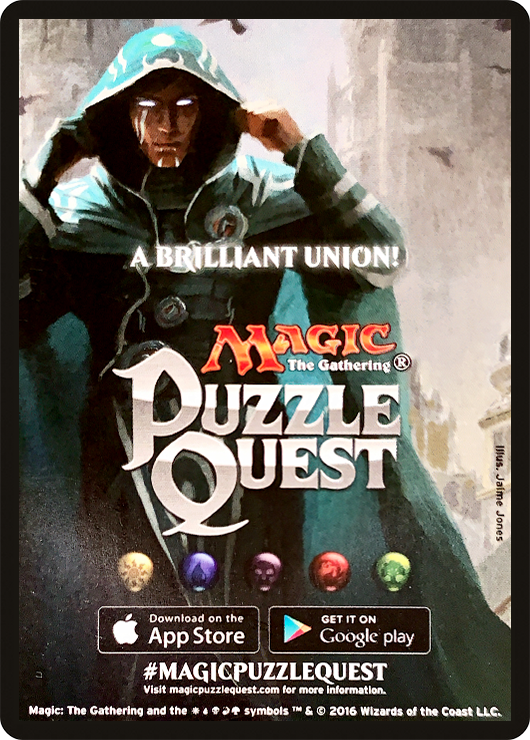 A BRILLIANT UNION!
MAGIC
The Gathering®
PUZZLE
QUEST
Illus. Jaime Jones
Download on the
App Store
GET IT ON
Google play
#MAGICPUZZLEQUEST
Visit magicpuzzlequest.com for more information.
Magic: The Gathering and the symbols ™ & © 2016 Wizards of the Coast LLC.